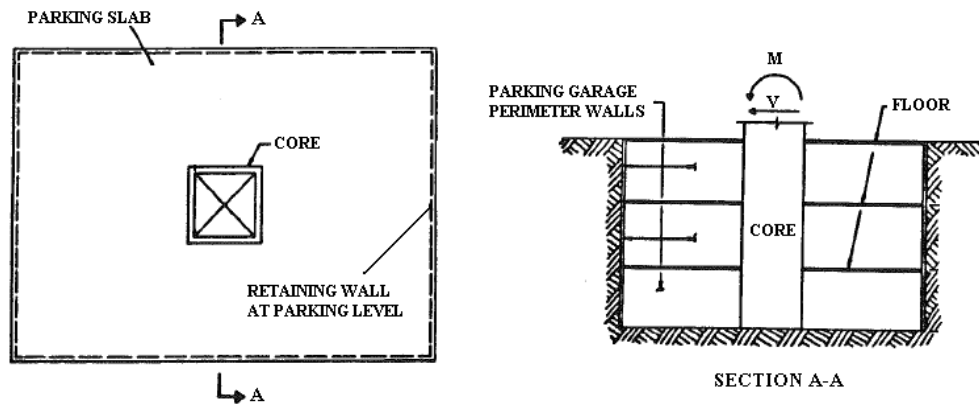 PARKING SLAB
A
CORE
RETAINING WALL
AT PARKING LEVEL
A
M
V
PARKING GARAGE
PERIMETER WALLS
FLOOR
CORE
SECTION A-A